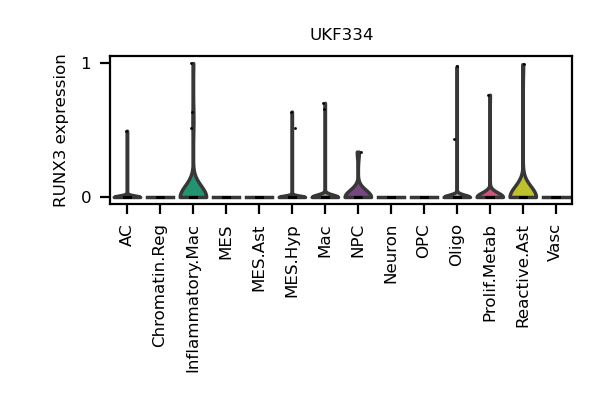 UKF334
RUNX3 expression
1
0
AC
Chromatin.Reg
Inflammatory.Mac
MES
MES.Ast
MES.Hyp
Mac
NPC
Neuron
OPC
Oligo
Prolif.Metab
Reactive.Ast
Vasc